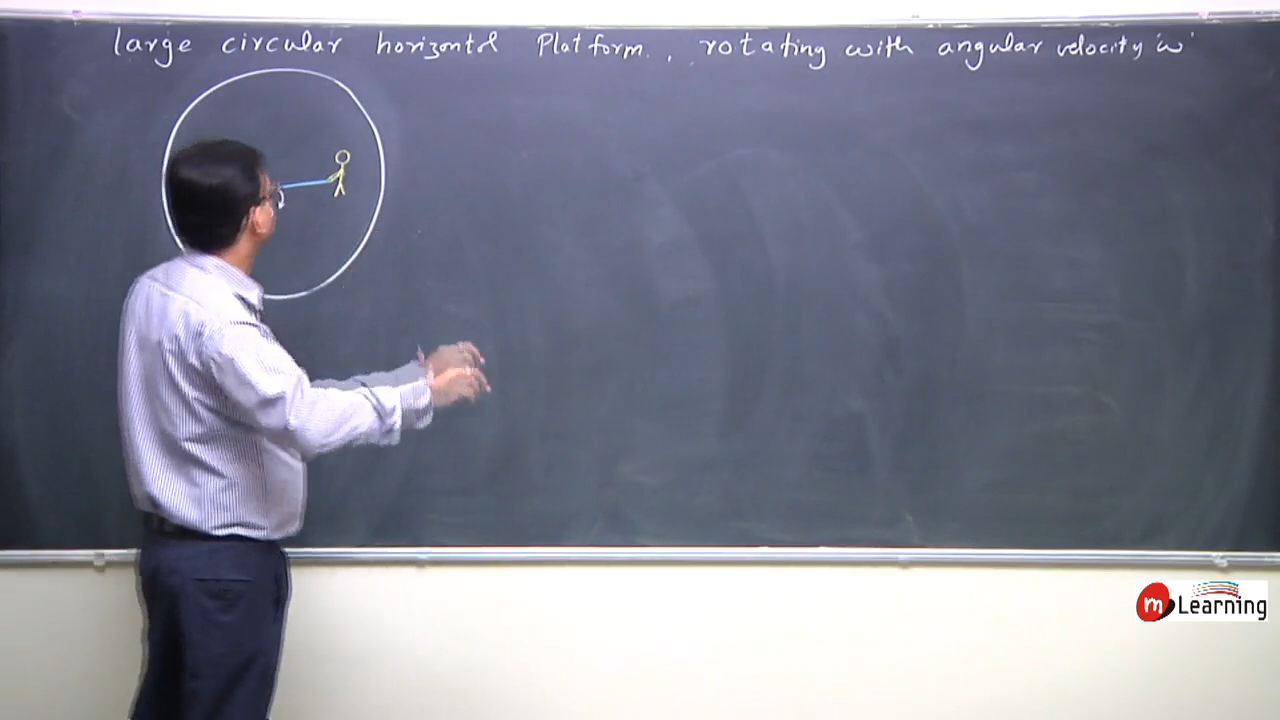 large circular horizontal Platform, rotating with angular velocity 'ω'
m Learning